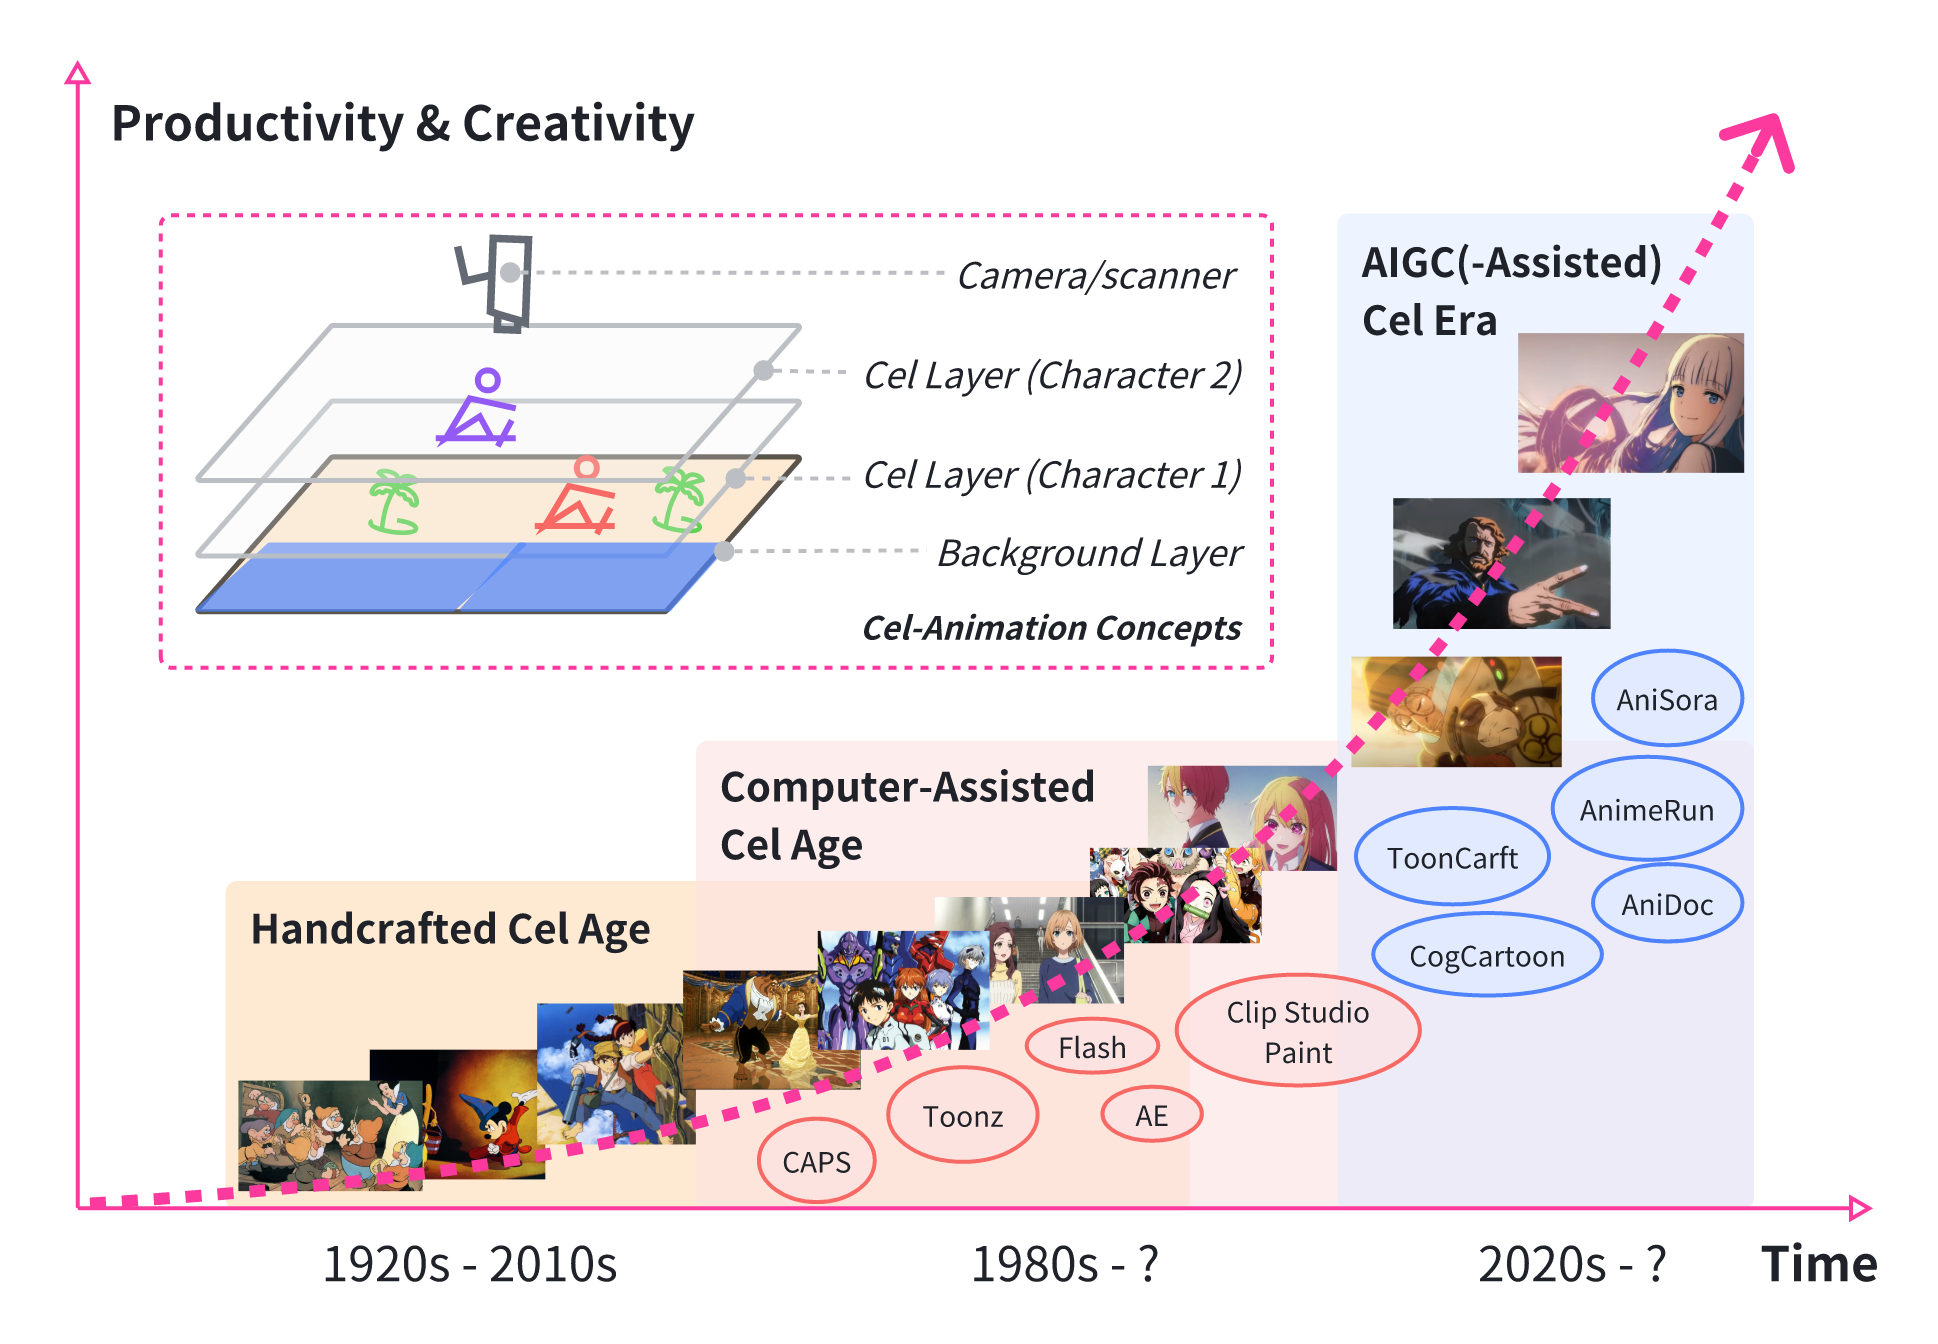 Productivity & Creativity
Camera/scanner
Cel Layer (Character 2)
Cel Layer (Character 1)
Background Layer
Cel-Animation Concepts
AIGC(-Assisted)
Cel Era
AniSora
AnimeRun
ToonCarft
AniDoc
CogCartoon
Computer-Assisted
Cel Age
Clip Studio
Paint
Flash
AE
Toonz
CAPS
Handcrafted Cel Age
1920s - 2010s
1980s - ?
2020s - ?
Time